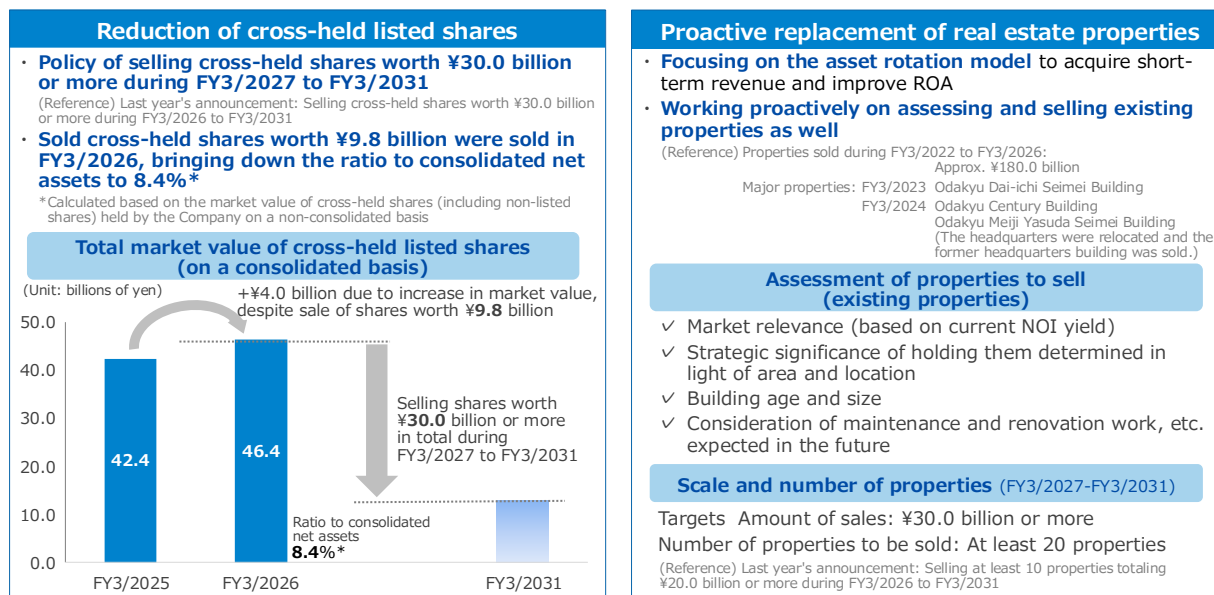 Reduction of cross-held listed shares
・ Policy of selling cross-held shares worth ¥30.0 billion
or more during FY3/2027 to FY3/2031
(Reference) Last year's announcement: Selling cross-held shares worth ¥30.0 billion
or more during FY3/2026 to FY3/2031
・ Sold cross-held shares worth ¥9.8 billion were sold in
FY3/2026, bringing down the ratio to consolidated net
assets to 8.4%*
*Calculated based on the market value of cross-held shares (including non-listed
shares) held by the Company on a non-consolidated basis
Total market value of cross-held listed shares
(on a consolidated basis)
(Unit: billions of yen)
+¥4.0 billion due to increase in market value,
despite sale of shares worth ¥9.8 billion
50.0
40.0
30.0
20.0
10.0
0.0
42.4
46.4
Selling shares worth
¥30.0 billion or more
in total during
FY3/2027 to FY3/2031
Ratio to consolidated
net assets
8.4%*
FY3/2025
FY3/2026
FY3/2031
Proactive replacement of real estate properties
・ Focusing on the asset rotation model to acquire short-
term revenue and improve ROA
・ Working proactively on assessing and selling existing
properties as well
(Reference) Properties sold during FY3/2022 to FY3/2026:
Approx. ¥180.0 billion
Major properties: FY3/2023 Odakyu Dai-ichi Seimei Building
FY3/2024 Odakyu Century Building
Odakyu Meiji Yasuda Seimei Building
(The headquarters were relocated and the
former headquarters building was sold.)
Assessment of properties to sell
(existing properties)
✓ Market relevance (based on current NOI yield)
✓ Strategic significance of holding them determined in
light of area and location
✓ Building age and size
✓ Consideration of maintenance and renovation work, etc.
expected in the future
Scale and number of properties (FY3/2027-FY3/2031)
Targets Amount of sales: ¥30.0 billion or more
Number of properties to be sold: At least 20 properties
(Reference) Last year's announcement: Selling at least 10 properties totaling
¥20.0 billion or more during FY3/2026 to FY3/2031